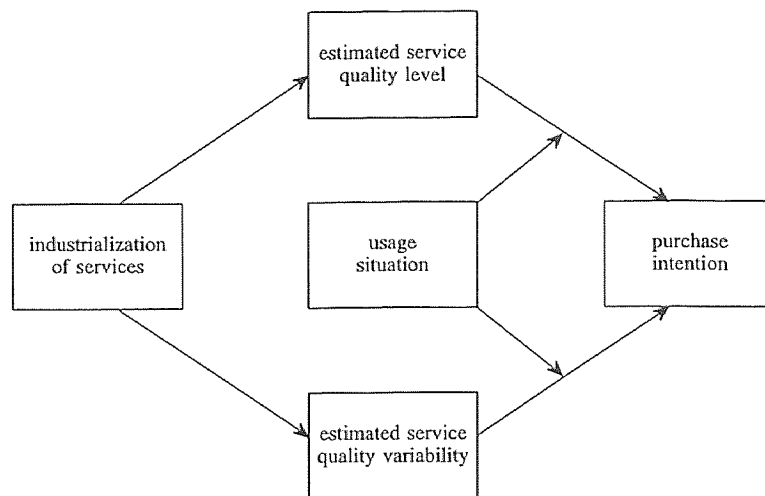 estimated service
quality level
industrialization
of services
usage
situation
purchase
intention
estimated service
quality variability